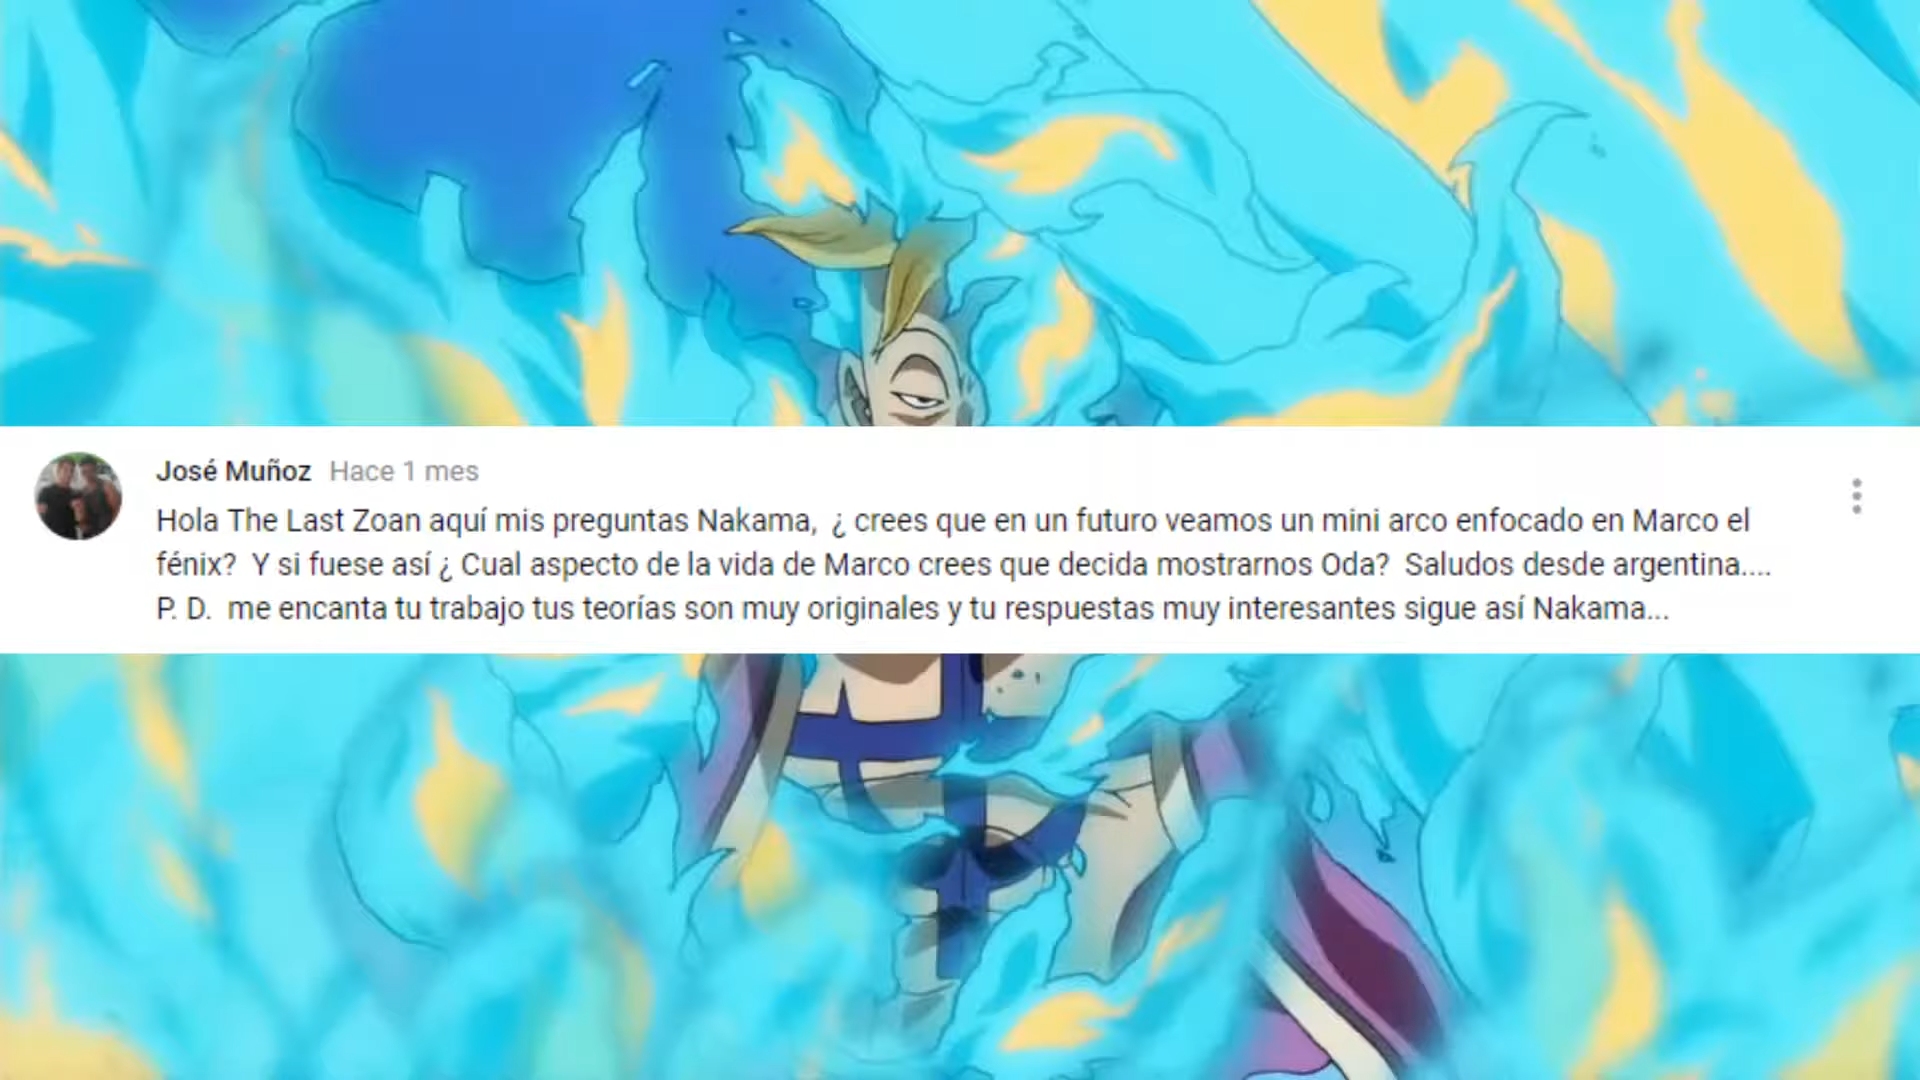 José Muñoz Hace 1 mes
Hola The Last Zoan aquí mis preguntas Nakama, ¿ crees que en un futuro veamos un mini arco enfocado en Marco el
fénix? Y si fuese así ¿ Cual aspecto de la vida de Marco crees que decida mostrarnos Oda? Saludos desde argentina....
P. D. me encanta tu trabajo tus teorías son muy originales y tu respuestas muy interesantes sigue así Nakama...